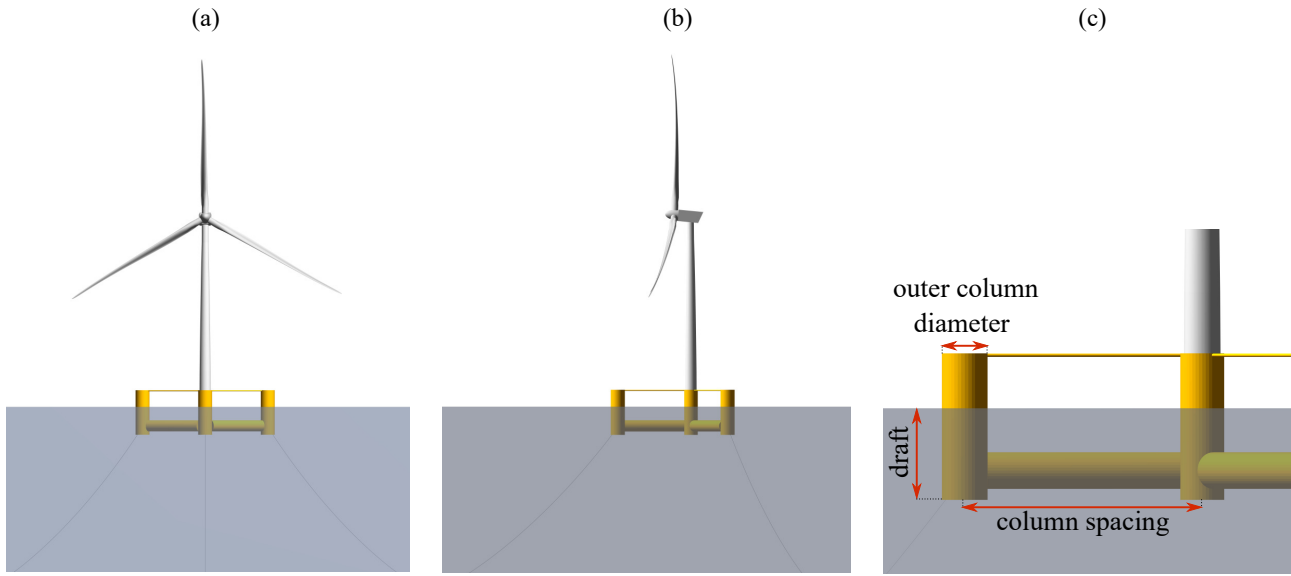 (a)
(b)
(c)
outer column
diameter
draft
column spacing